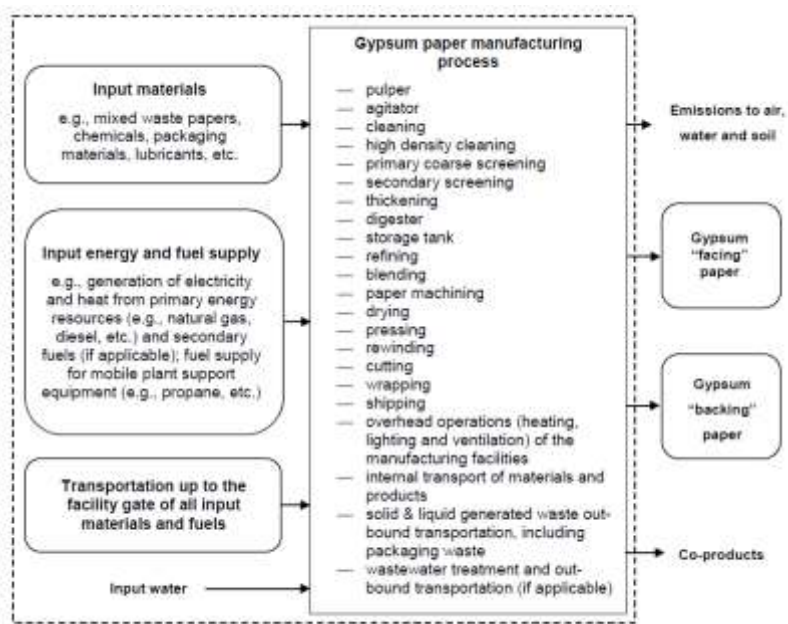 Input materials
e.g., mixed waste papers,
chemicals, packaging
materials, lubricants, etc.
Input energy and fuel supply
e.g., generation of electricity
and heat from primary energy
resources (e.g., natural gas,
diesel, etc.) and secondary
fuels (if applicable); fuel supply
for mobile plant support
equipment (e.g., propane, etc.)
Transportation up to the
facility gate of all input
materials and fuels
Input water
Gypsum paper manufacturing
process
— pulper
— agitator
— cleaning
— high density cleaning
— primary coarse screening
— secondary screening
— thickening
— digester
— storage tank
— refining
— blending
— paper machining
— drying
— pressing
— rewinding
— cutting
— wrapping
— shipping
— overhead operations (heating,
lighting and ventilation) of the
manufacturing facilities
— internal transport of materials and
products
— solid & liquid generated waste out-
bound transportation, including
packaging waste
— wastewater treatment and out-
bound transportation (if applicable)
Emissions to air,
water and soil
Gypsum
"facing"
paper
Gypsum
"backing"
paper
Co-products